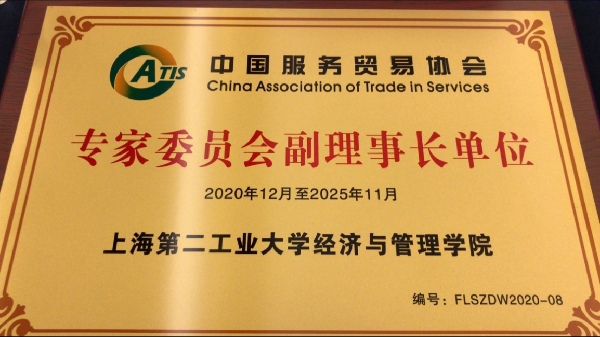 CATIS
中国服务贸易协会
China Association of Trade in Services
专家委员会副理事长单位
2020年12月至2025年11月
上海第二工业大学经济与管理学院
编号：FLSZDW2020-08